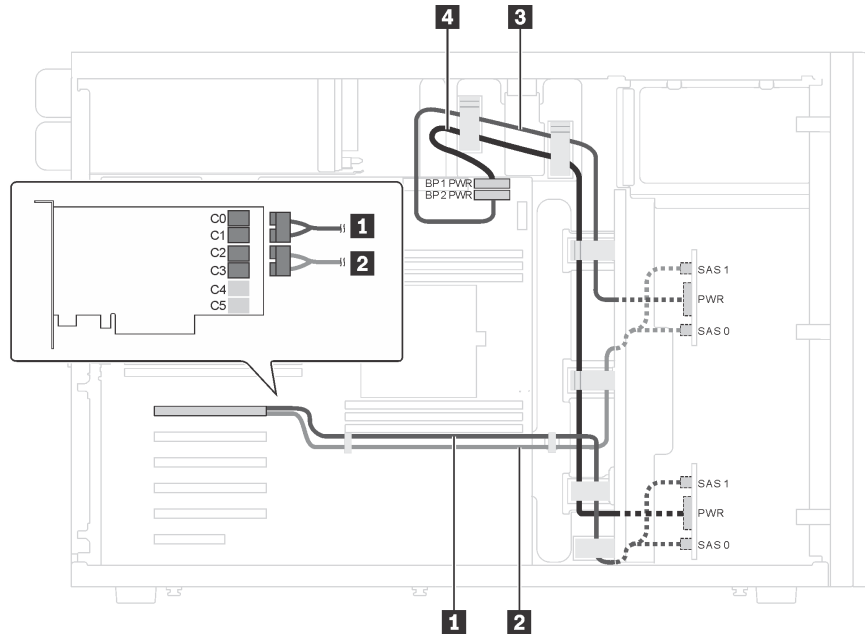 4 3
BP1 PWR
BP2 PWR
C0
C1
C2
C3
C4
C5
1
2
SAS 1
PWR
SAS 0
SAS 1
PWR
SAS 0
1 2